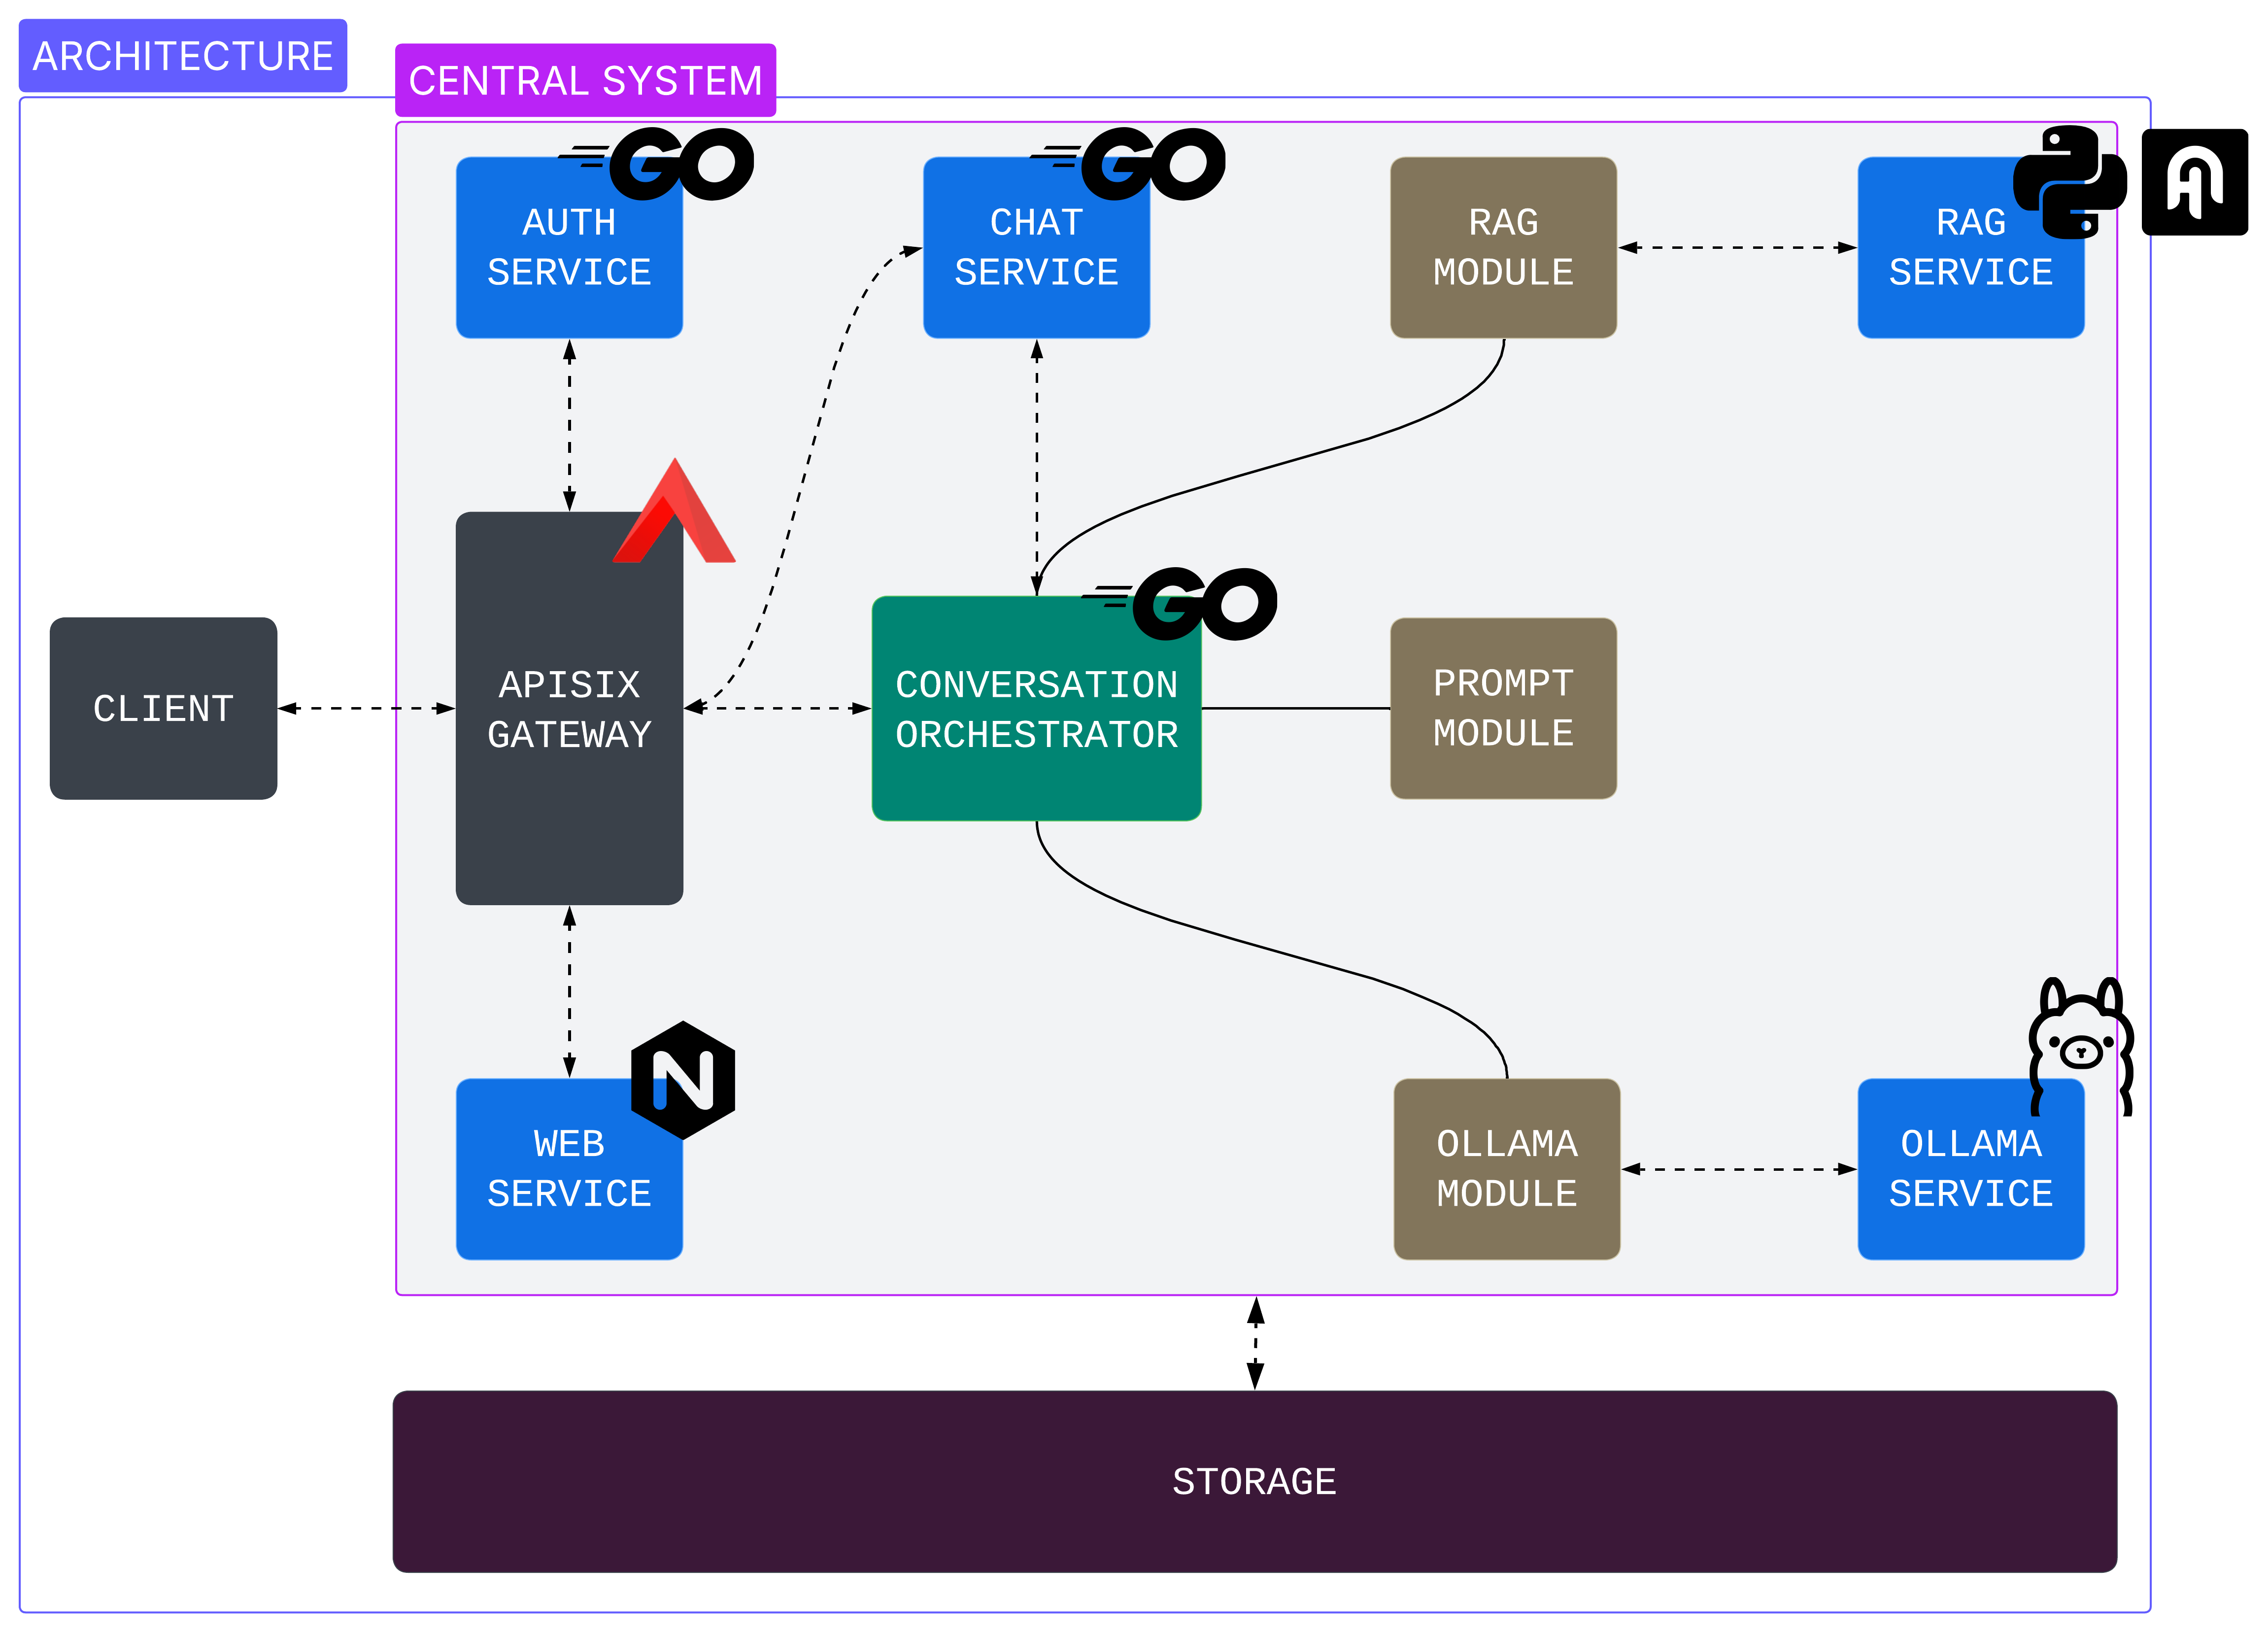 ARCHITECTURE
CENTRAL SYSTEM
GO
AUTH
SERVICE
GO
CHAT
SERVICE
RAG
MODULE
RAG
SERVICE
CLIENT
APISIX
GATEWAY
GO
CONVERSATION
ORCHESTRATOR
PROMPT
MODULE
N
WEB
SERVICE
OLLAMA
MODULE
OLLAMA
SERVICE
STORAGE